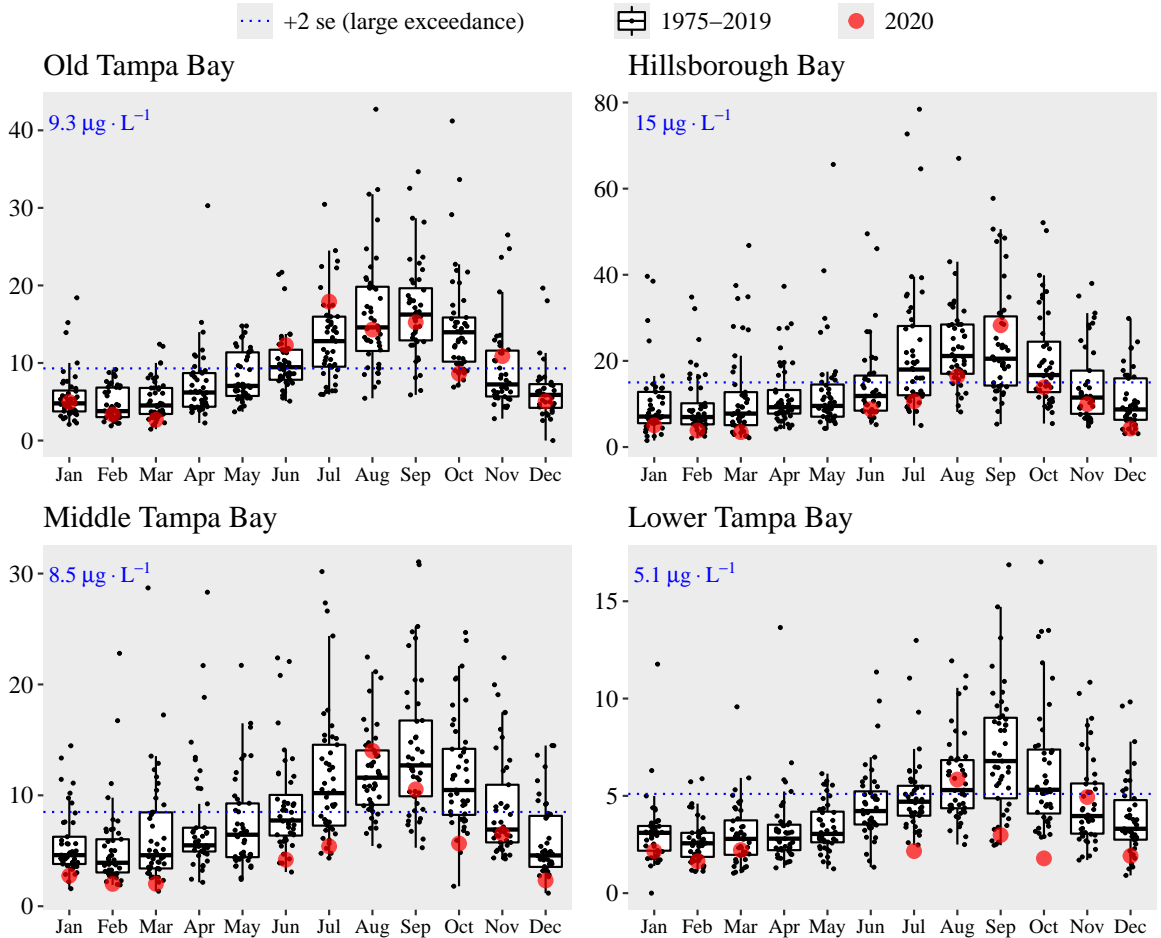 +2 se (large exceedance) 1975−2019 2020
Old Tampa Bay
9.3 μg · L−1
40
30
20
10
0
Jan Feb Mar Apr May Jun Jul Aug Sep Oct Nov Dec
Hillsborough Bay
15 μg · L−1
80
60
40
20
0
Jan Feb Mar Apr May Jun Jul Aug Sep Oct Nov Dec
Middle Tampa Bay
8.5 μg · L−1
30
20
10
0
Jan Feb Mar Apr May Jun Jul Aug Sep Oct Nov Dec
Lower Tampa Bay
5.1 μg · L−1
15
10
5
0
Jan Feb Mar Apr May Jun Jul Aug Sep Oct Nov Dec